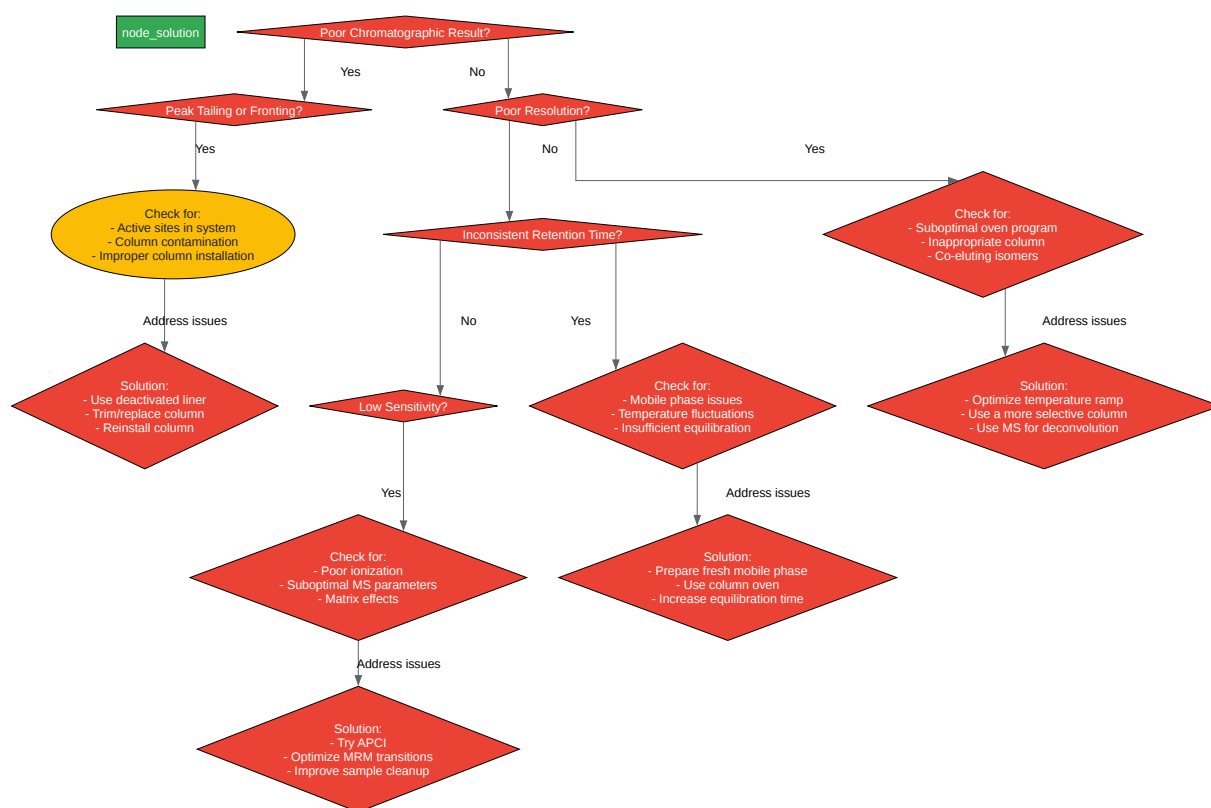 node_solution
Poor Chromatographic Result?
Yes
No
Peak Tailing or Fronting?
Poor Resolution?
Yes
No
Yes
Check for:
- Active sites in system
- Column contamination
- Improper column installation
Inconsistent Retention Time?
Check for:
- Suboptimal oven program
- Inappropriate column
- Co-eluting isomers
Address issues
No
Yes
Address issues
Solution:
- Use deactivated liner
- Trim/replace column
- Reinstall column
Low Sensitivity?
Check for:
- Mobile phase issues
- Temperature fluctuations
- Insufficient equilibration
Solution:
- Optimize temperature ramp
- Use a more selective column
- Use MS for deconvolution
Yes
Address issues
Check for:
- Poor ionization
- Suboptimal MS parameters
- Matrix effects
Solution:
- Prepare fresh mobile phase
- Use column oven
- Increase equilibration time
Address issues
Solution:
- Try APCI
- Optimize MRM transitions
- Improve sample cleanup